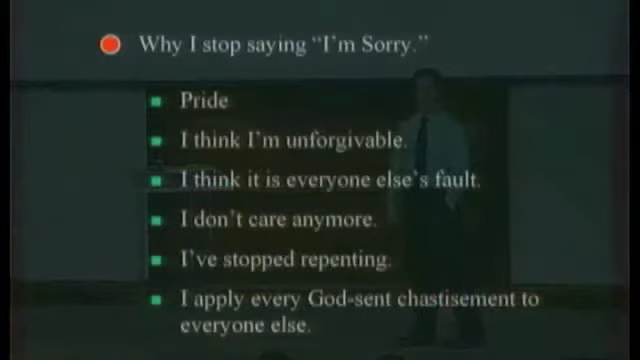 Why I stop saying “I’m Sorry.”
Pride
I think I’m unforgivable.
I think it is everyone else’s fault.
I don’t care anymore.
I’ve stopped repenting.
I apply every God-sent chastisement to
everyone else.